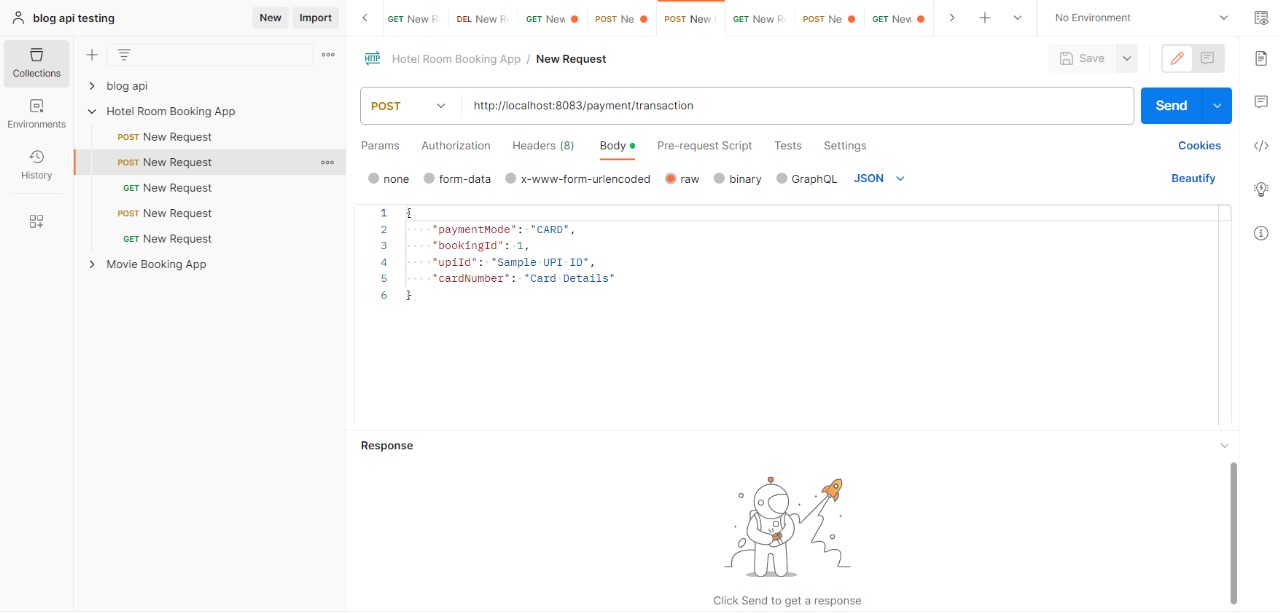 blog api testing New Import GET New R DEL New R GET New POST Ne POST New GET New R POST Ne GET New No Environment
Collections
Environments
History
blog api
Hotel Room Booking App
POST New Request
POST New Request
GET New Request
POST New Request
GET New Request
Movie Booking App
HTTP Hotel Room Booking App / New Request Save
POST http://localhost:8083/payment/transaction Send
Params Authorization Headers (8) Body Pre-request Script Tests Settings Cookies
none form-data x-www-form-urlencoded raw binary GraphQL JSON Beautify
1 {
2 "paymentMode": "CARD",
3 "bookingId": 1,
4 "upiId": "Sample UPI ID",
5 "cardNumber": "Card Details"
6 }
Response
Click Send to get a response